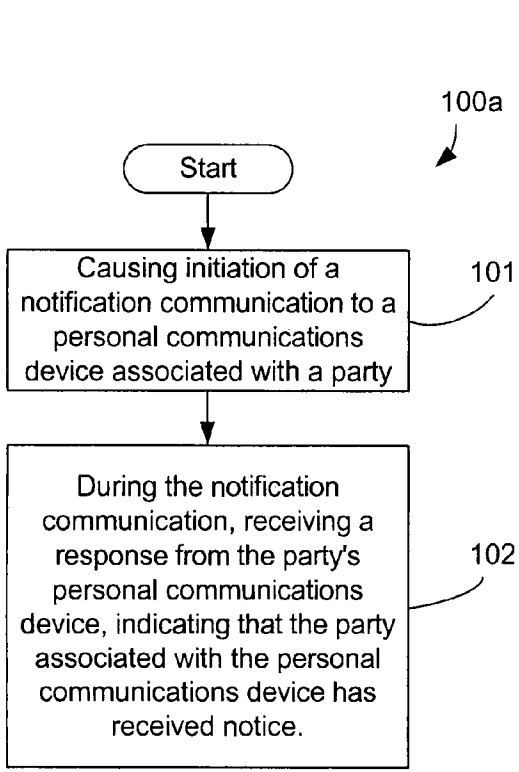 100a
Start
Causing initiation of a
notification communication to a
personal communications
device associated with a party
101
During the notification
communication, receiving a
response from the party's
personal communications
device, indicating that the party
associated with the personal
communications device has
received notice.
102